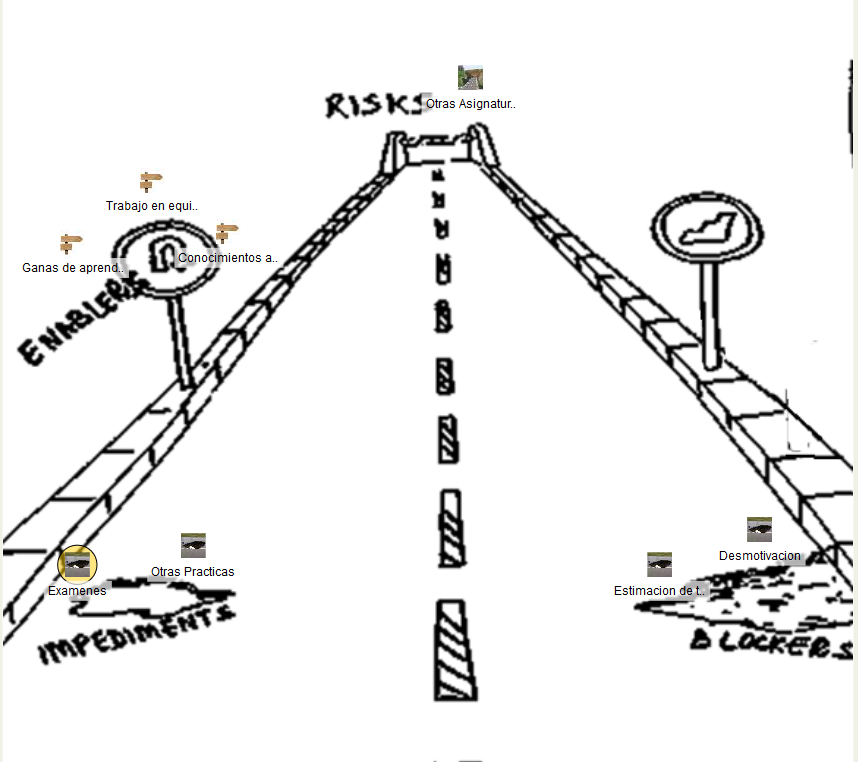 RISKS
Otras Asignatur..
Trabajo en equi..
Conocimientos a..
Ganas de aprend..
ENABLERS
Desmotivacion
Otras Practicas
Estimacion de t..
Examenes
IMPEDIMENTS
BLOCKERS